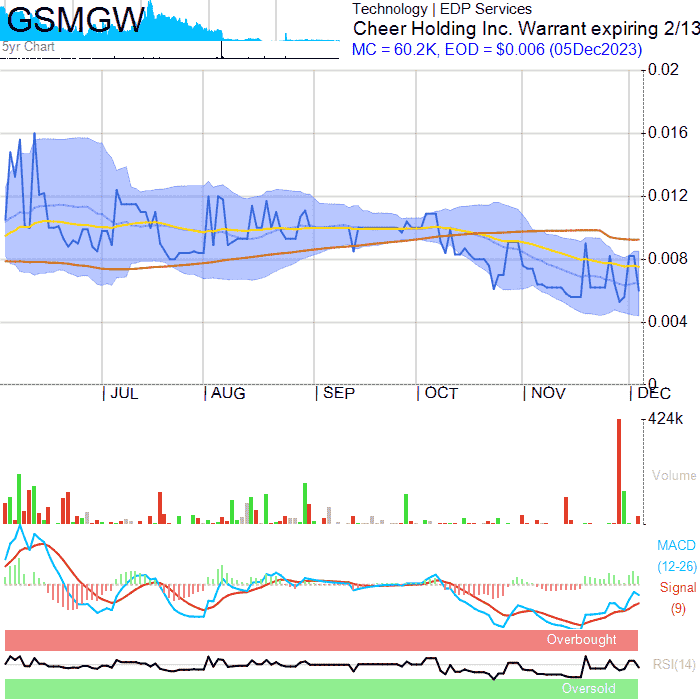 GSMGW
5yr Chart
Technology | EDP Services
Cheer Holding Inc. Warrant expiring 2/13
MC = 60.2K, EOD = $0.006 (05Dec2023)
0.02
0.016
0.012
0.008
0.004
0
JUL AUG SEP OCT NOV DEC
424k
Volume
MACD
(12-26)
Signal
(9)
Overbought
RSI(14)
Oversold